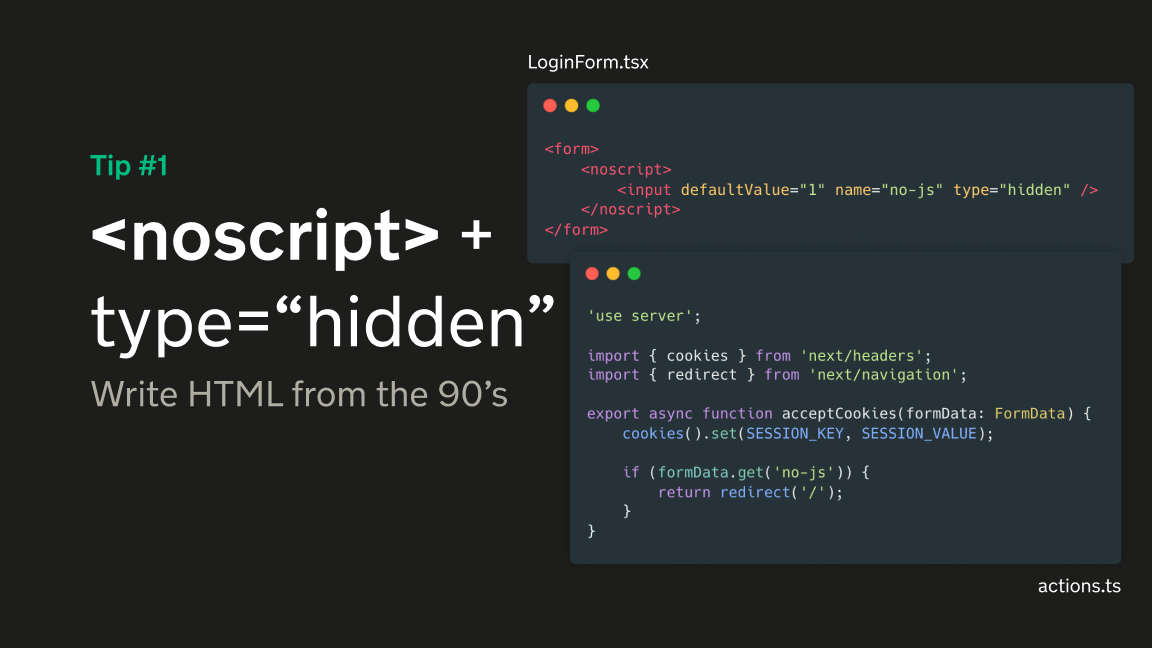 Tip #1
<noscript> +
type=“hidden”
Write HTML from the 90’s
LoginForm.tsx
<form>
    <noscript>
        <input defaultValue="1" name="no-js" type="hidden" />
    </noscript>
</form>
'use server';
import { cookies } from 'next/headers';
import { redirect } from 'next/navigation';
export async function acceptCookies(formData: FormData) {
    cookies().set(SESSION_KEY, SESSION_VALUE);
    if (formData.get('no-js')) {
        return redirect('/');
    }
}
actions.ts